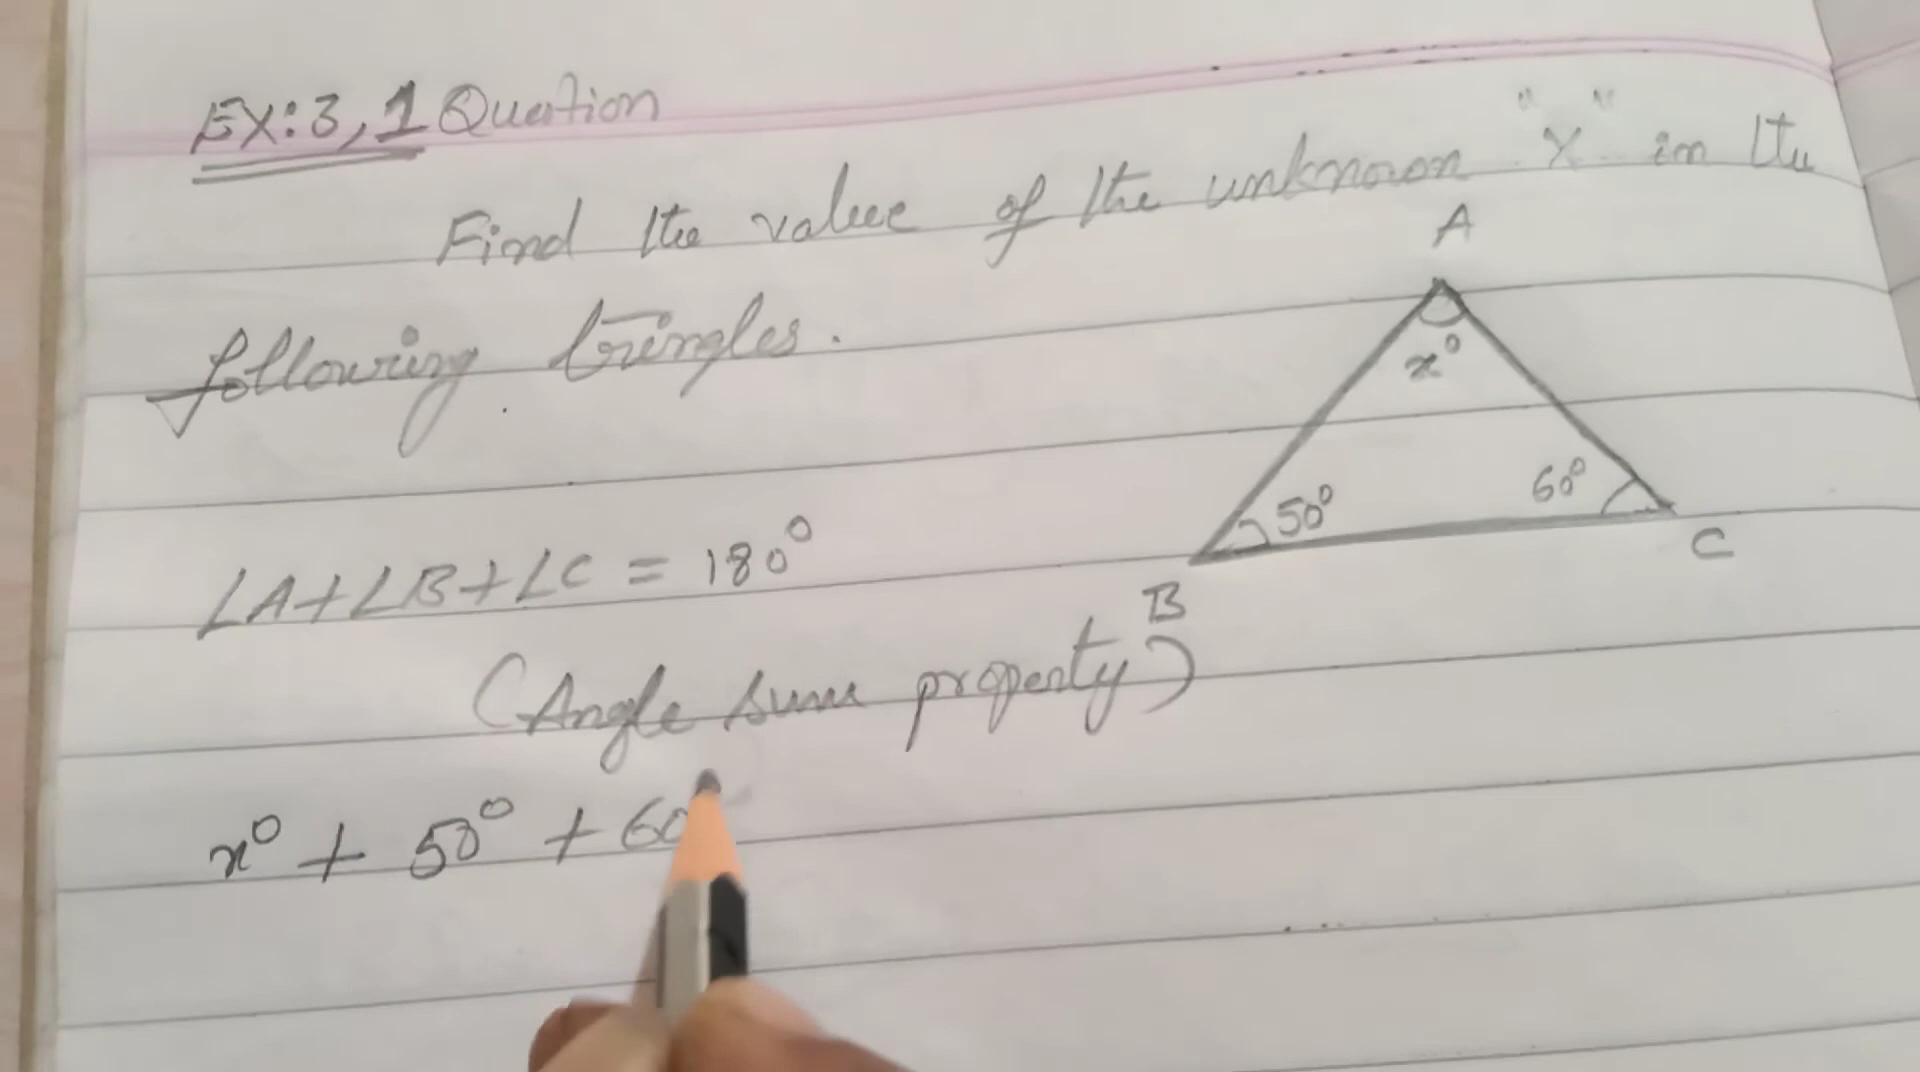 EX:3,1 Question
Find the value of the unknown "X" in the
following tringles.
A
x°
50°
60°
B
C
∠A+∠B+∠C = 180°
(Angle sum property)
x° + 50° + 60